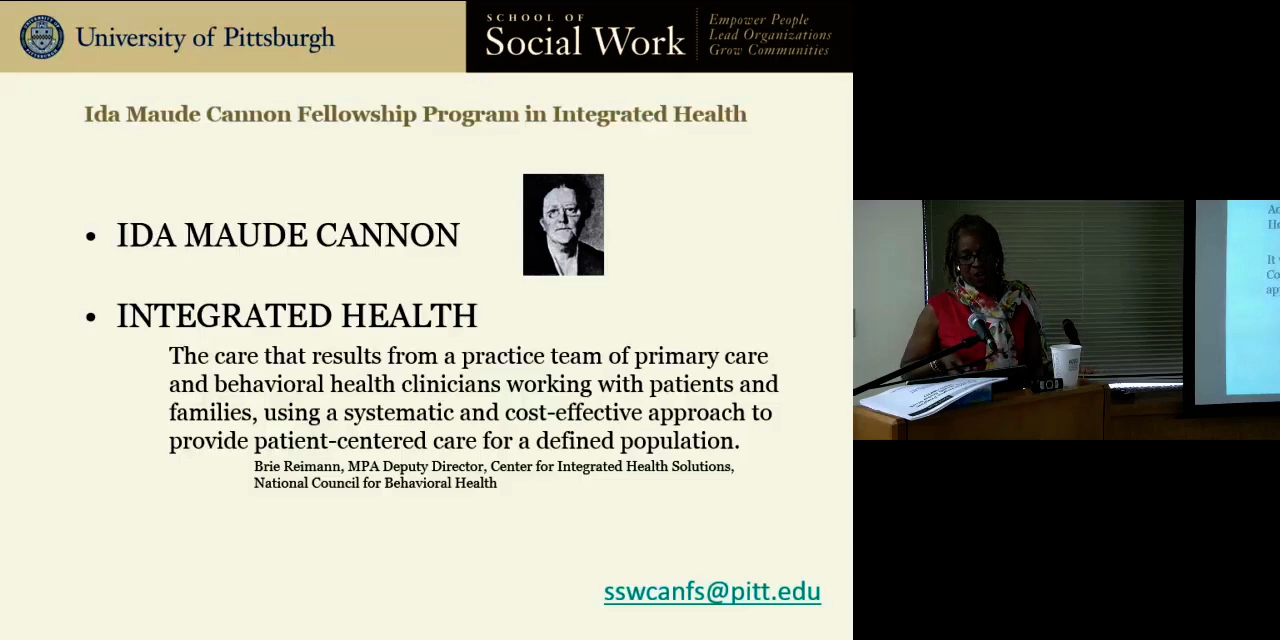 University of Pittsburgh
SCHOOL OF
Social Work
Empower People
Lead Organizations
Grow Communities
Ida Maude Cannon Fellowship Program in Integrated Health
• IDA MAUDE CANNON
• INTEGRATED HEALTH
The care that results from a practice team of primary care
and behavioral health clinicians working with patients and
families, using a systematic and cost-effective approach to
provide patient-centered care for a defined population.
Brie Reimann, MPA Deputy Director, Center for Integrated Health Solutions,
National Council for Behavioral Health
sswcanfs@pitt.edu